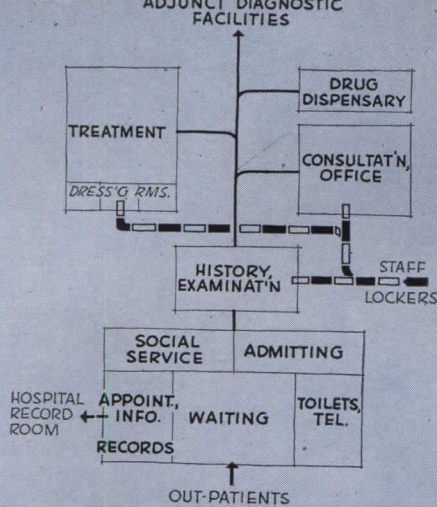 ADJUNCT DIAGNOSTIC
FACILITIES
DRUG
DISPENSARY
TREATMENT
CONSULTAT'N,
OFFICE
DRESS'G RMS.
HISTORY,
EXAMINAT'N
STAFF
LOCKERS
SOCIAL
SERVICE
ADMITTING
HOSPITAL
RECORD
ROOM
APPOINT.,
INFO.
RECORDS
WAITING
TOILETS,
TEL.
OUT-PATIENTS